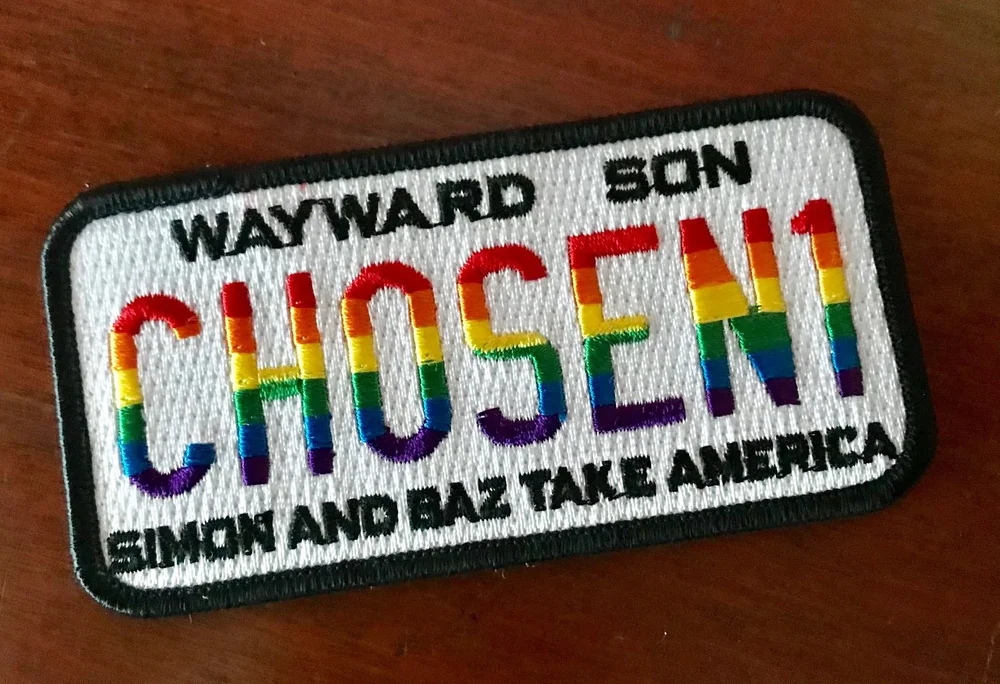 WAYWARD SON
CHOSEN1
SIMON AND BAZ TAKE AMERICA